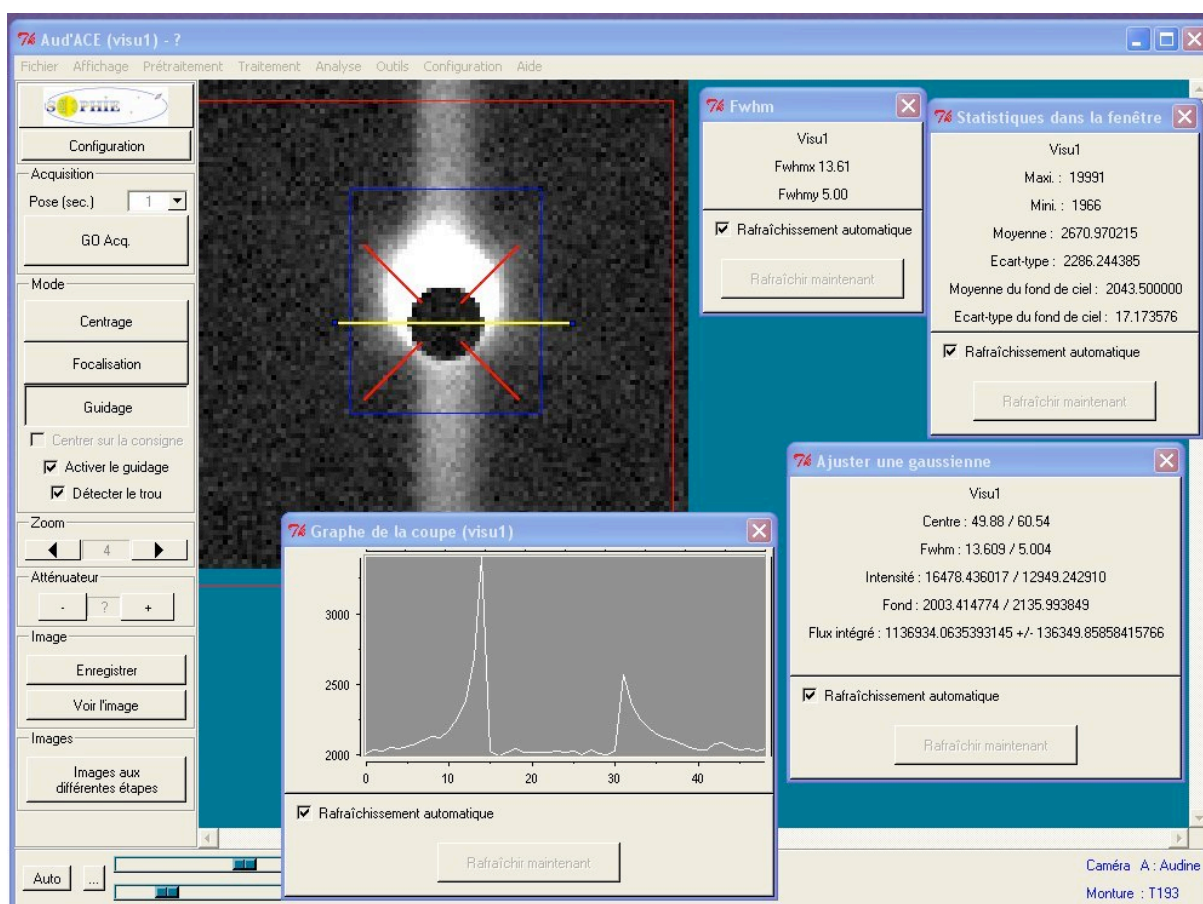 Aud'ACE (visu1) - ?
Fichier Affichage Prétraitement Traitement Analyse Outils Configuration Aide
SOPHIE
Configuration
Acquisition
Pose (sec.) 1
GO Acq.
Mode
Centrage
Focalisation
Guidage
Centrer sur la consigne
Activer le guidage
Détecter le trou
Zoom
4
Atténuateur
- ? +
Image
Enregistrer
Voir l'image
Images
Images aux
différentes étapes
Auto ...
Fwhm
Visu1
Fwhmx 13.61
Fwhmy 5.00
Rafraîchissement automatique
Rafraîchir maintenant
Statistiques dans la fenêtre
Visu1
Maxi. : 19991
Mini. : 1966
Moyenne : 2670.970215
Ecart-type : 2286.244385
Moyenne du fond de ciel : 2043.500000
Ecart-type du fond de ciel : 17.173576
Rafraîchissement automatique
Rafraîchir maintenant
Ajuster une gaussienne
Visu1
Centre : 49.88 / 60.54
Fwhm : 13.609 / 5.004
Intensité : 16478.436017 / 12949.242910
Fond : 2003.414774 / 2135.993849
Flux intégré : 1136934.0635393145 +/- 136349.85858415766
Rafraîchissement automatique
Rafraîchir maintenant
Graphe de la coupe (visu1)
3000
2500
2000
0 10 20 30 40
Rafraîchissement automatique
Rafraîchir maintenant
Caméra A : Audine
Monture : T193